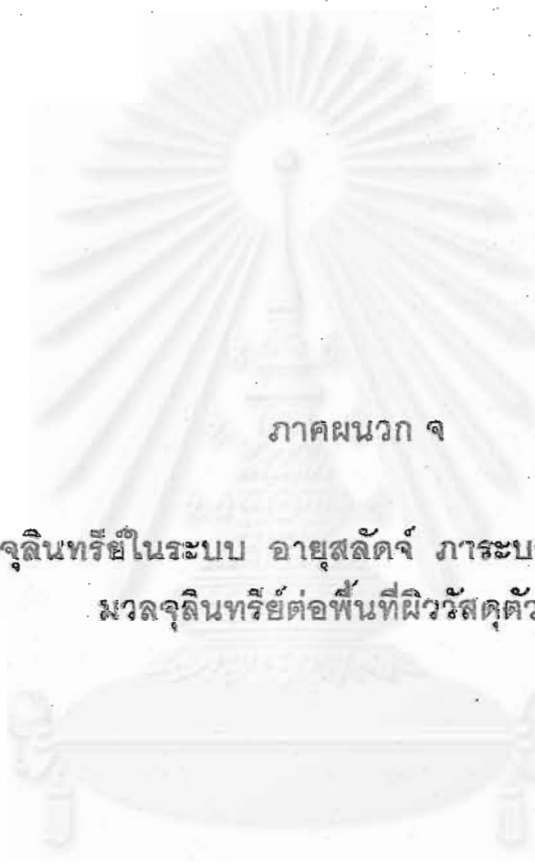 ภาคผนวก จ
จุลินทรีย์ในระบบ อายุสลัดจ์ ภาระบ
มวลจุลินทรีย์ต่อพื้นที่ผิววัสดุตัว